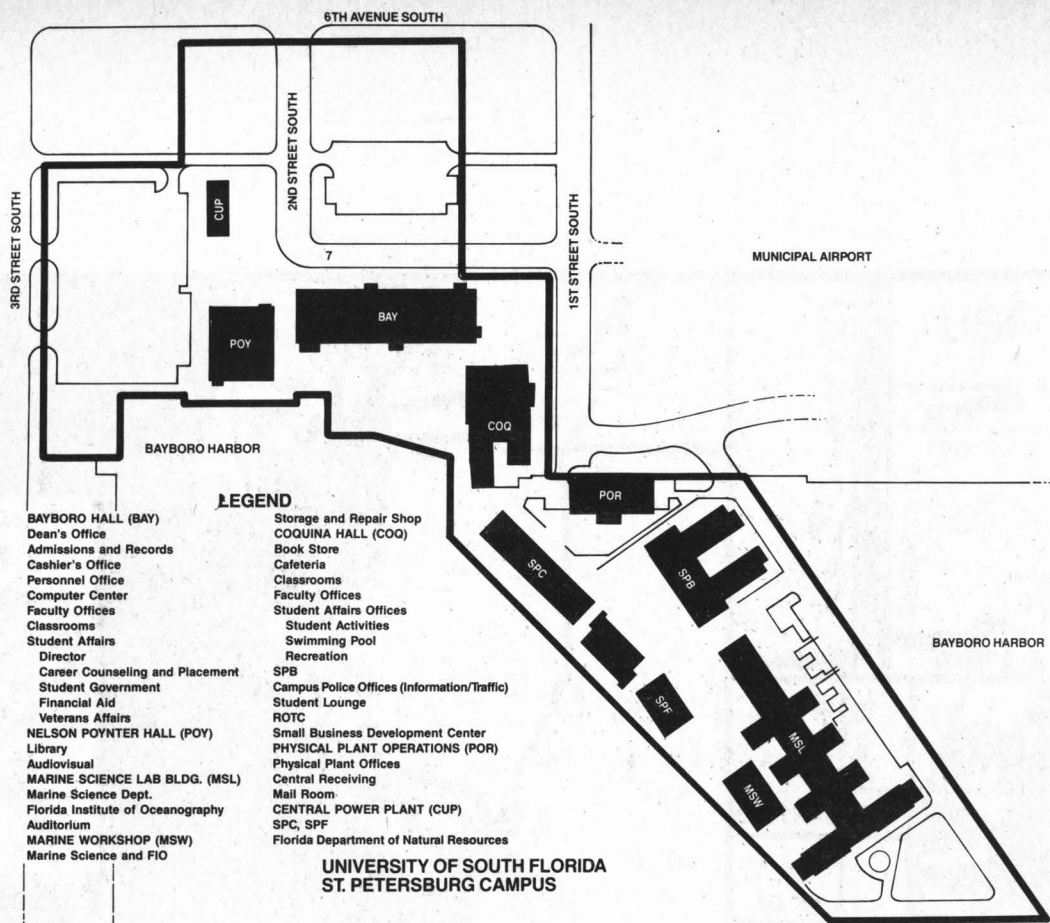 6TH AVENUE SOUTH
2ND STREET SOUTH
3RD STREET SOUTH
1ST STREET SOUTH
CUP
7
MUNICIPAL AIRPORT
BAY
POY
COQ
BAYBORO HARBOR
POR
SPC
SPB
SPF
MSL
MSW
BAYBORO HARBOR
LEGEND
BAYBORO HALL (BAY)
Dean's Office
Admissions and Records
Cashier's Office
Personnel Office
Computer Center
Faculty Offices
Classrooms
Student Affairs
Director
Career Counseling and Placement
Student Government
Financial Aid
Veterans Affairs
NELSON POYNTER HALL (POY)
Library
Audiovisual
MARINE SCIENCE LAB BLDG. (MSL)
Marine Science Dept.
Florida Institute of Oceanography
Auditorium
MARINE WORKSHOP (MSW)
Marine Science and FIO
Storage and Repair Shop
COQUINA HALL (COQ)
Book Store
Cafeteria
Classrooms
Faculty Offices
Student Affairs Offices
Student Activities
Swimming Pool
Recreation
SPB
Campus Police Offices (Information/Traffic)
Student Lounge
ROTC
Small Business Development Center
PHYSICAL PLANT OPERATIONS (POR)
Physical Plant Offices
Central Receiving
Mail Room
CENTRAL POWER PLANT (CUP)
SPC, SPF
Florida Department of Natural Resources
UNIVERSITY OF SOUTH FLORIDA
ST. PETERSBURG CAMPUS